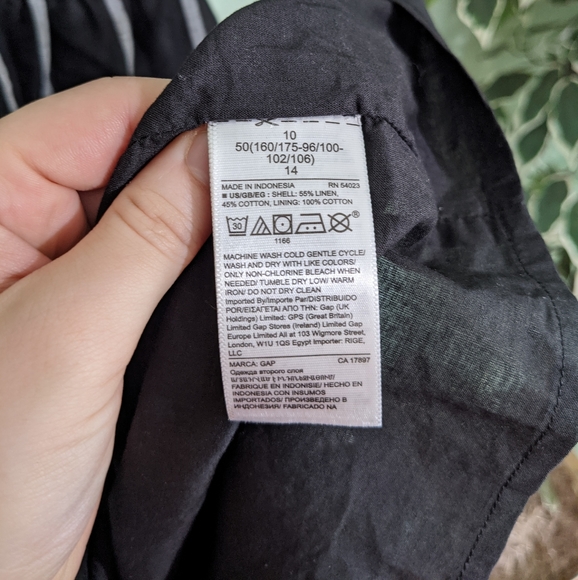 10
50(160/175-96/100-
102/106)
14
MADE IN INDONESIA RN 54023
■ US/GB/EG : SHELL: 55% LINEN,
45% COTTON, LINING: 100% COTTON
30 ®
1166
MACHINE WASH COLD GENTLE CYCLE/
WASH AND DRY WITH LIKE COLORS/
ONLY NON-CHLORINE BLEACH WHEN
NEEDED/ TUMBLE DRY LOW/ WARM
IRON/ DO NOT DRY CLEAN
Imported By/Importe Par/DISTRIBUIDO
POR/ΕΙΣΑΓΕΤΑΙ ΑΠΟ ΤΗΝ: Gap (UK
Holdings) Limited: GPS (Great Britain)
Limited Gap Stores (Ireland) Limited Gap
Europe Limited All at 103 Wigmore Street,
London, W1U 1QS Egypt Importer: RIGE,
LLC
MARCA: GAP CA 17897
Одежда второго слоя
FABRIQUE EN INDONISIE/ HECHO EN
INDONESIA CON INSUMOS
IMPORTADOS/ ПРОИЗВЕДЕНО В
ИНДОНЕЗИИ/ FABRICADO NA